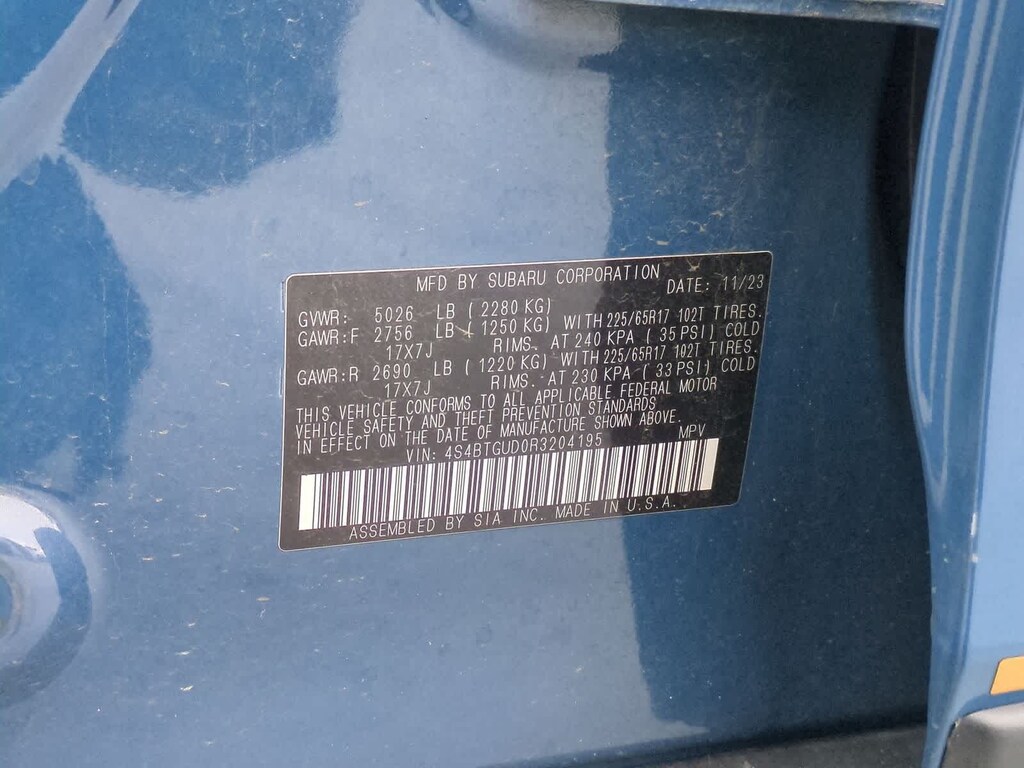 MFD BY SUBARU CORPORATION DATE: 11/23
GVWR: 5026 LB (2280 KG)
GAWR:F 2756 LB (1250 KG) WITH 225/65R17 102T TIRES.
17X7J RIMS. AT 240 KPA (35 PSI) COLD
GAWR:R 2690 LB (1220 KG) WITH 225/65R17 102T TIRES.
17X7J RIMS. AT 230 KPA (33 PSI) COLD
THIS VEHICLE CONFORMS TO ALL APPLICABLE FEDERAL MOTOR
VEHICLE SAFETY AND THEFT PREVENTION STANDARDS
IN EFFECT ON THE DATE OF MANUFACTURE SHOWN ABOVE.
VIN: 4S4BTGUD0R3204195 MPV
ASSEMBLED BY SIA INC. MADE IN U.S.A.